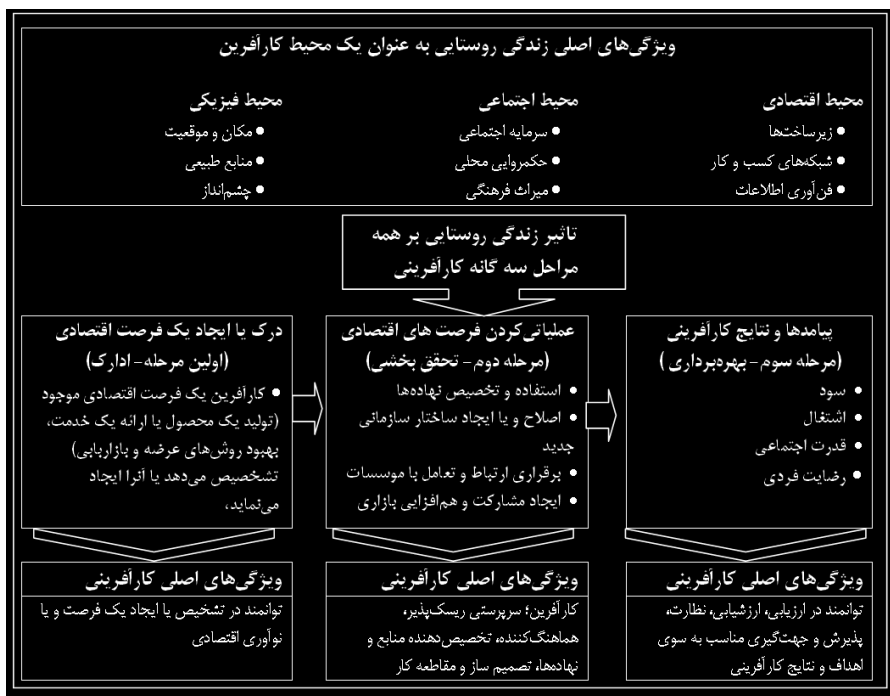 ویژگی‌های اصلی زندگی روستایی به عنوان یک محیط کارآفرین
محیط اقتصادی
● زیرساخت‌ها
● شبکه‌های کسب و کار
● فن‌آوری اطلاعات
محیط اجتماعی
● سرمایه اجتماعی
● حکمروایی محلی
● میراث فرهنگی
محیط فیزیکی
● مکان و موقعیت
● منابع طبیعی
● چشم‌انداز
تاثیر زندگی روستایی بر همه
مراحل سه گانه کارآفرینی
درک یا ایجاد یک فرصت اقتصادی
(اولین مرحله- ادارک)
● کارآفرین یک فرصت اقتصادی موجود
(تولید یک محصول یا ارائه یک خدمت،
بهبود روش‌های عرضه و بازاریابی)
تشخصیص می‌دهد یا آنرا ایجاد
می‌نماید،
عملیاتی‌کردن فرصت های اقتصادی
(مرحله دوم- تحقق بخشی)
● استفاده و تخصیص نهاده‌ها
● اصلاح و یا ایجاد ساختار سازمانی
جدید
● برقراری ارتباط و تعامل با موسسات
● ایجاد مشارکت و هم‌افزایی بازاری
پیامدها و نتایج کارآفرینی
(مرحله سوم- بهره‌برداری )
● سود
● اشتغال
● قدرت اجتماعی
● رضایت فردی
ویژگی‌های اصلی کارآفرینی
توانمند در تشخیص یا ایجاد یک فرصت و یا
نوآوری اقتصادی
ویژگی‌های اصلی کارآفرینی
کارآفرین؛ سرپرستی ریسک‌پذیر،
هماهنگ‌کننده، تخصیص‌دهنده منابع و
نهاده‌ها، تصمیم ساز و مقاطعه کار
ویژگی‌های اصلی کارآفرینی
توانمند در ارزیابی، ارزشیابی، نظارت،
پذیرش و جهت‌گیری مناسب به سوی
اهداف و نتایج کارآفرینی